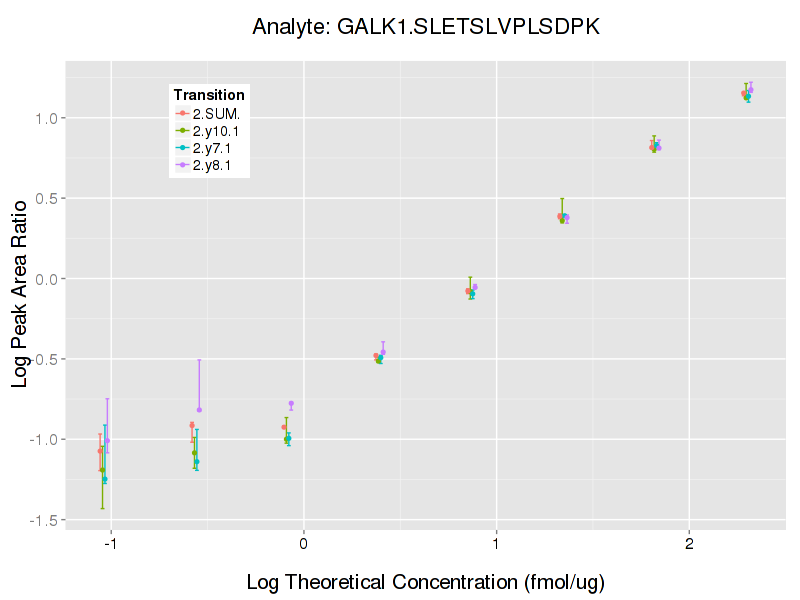 Analyte: GALK1.SLETSLVPLSDPK
Transition
2.SUM.
2.y10.1
2.y7.1
2.y8.1
1.0
0.5
0.0
-0.5
-1.0
-1.5
Log Peak Area Ratio
-1 0 1 2
Log Theoretical Concentration (fmol/ug)